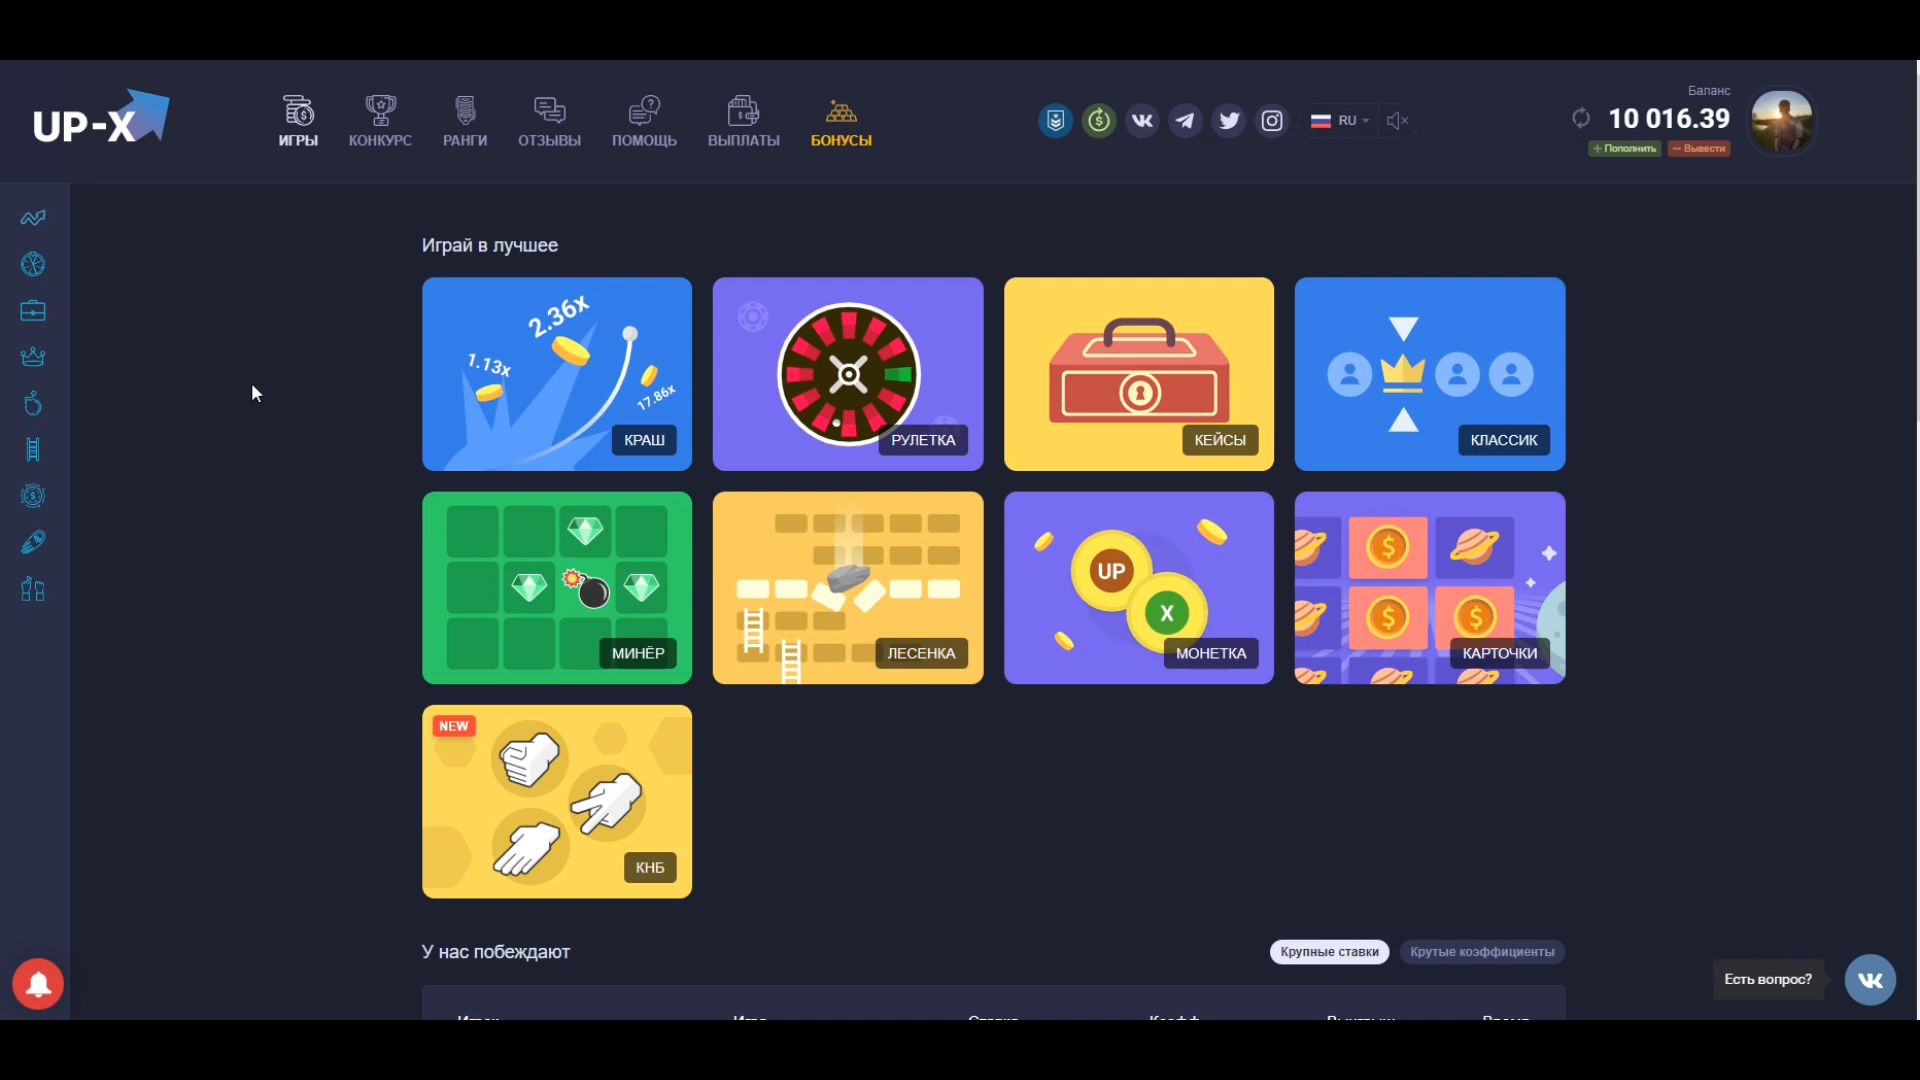 UP-X
ИГРЫ
КОНКУРС
РАНГИ
ОТЗЫВЫ
ПОМОЩЬ
ВЫПЛАТЫ
БОНУСЫ
RU
Баланс
10 016.39
+ Пополнить
− Вывести
Играй в лучшее
1.13x
2.36x
17.86x
КРАШ
РУЛЕТКА
КЕЙСЫ
КЛАССИК
МИНЁР
ЛЕСЕНКА
UP
X
МОНЕТКА
КАРТОЧКИ
NEW
КНБ
У нас побеждают
Крупные ставки
Крутые коэффициенты
Есть вопрос?